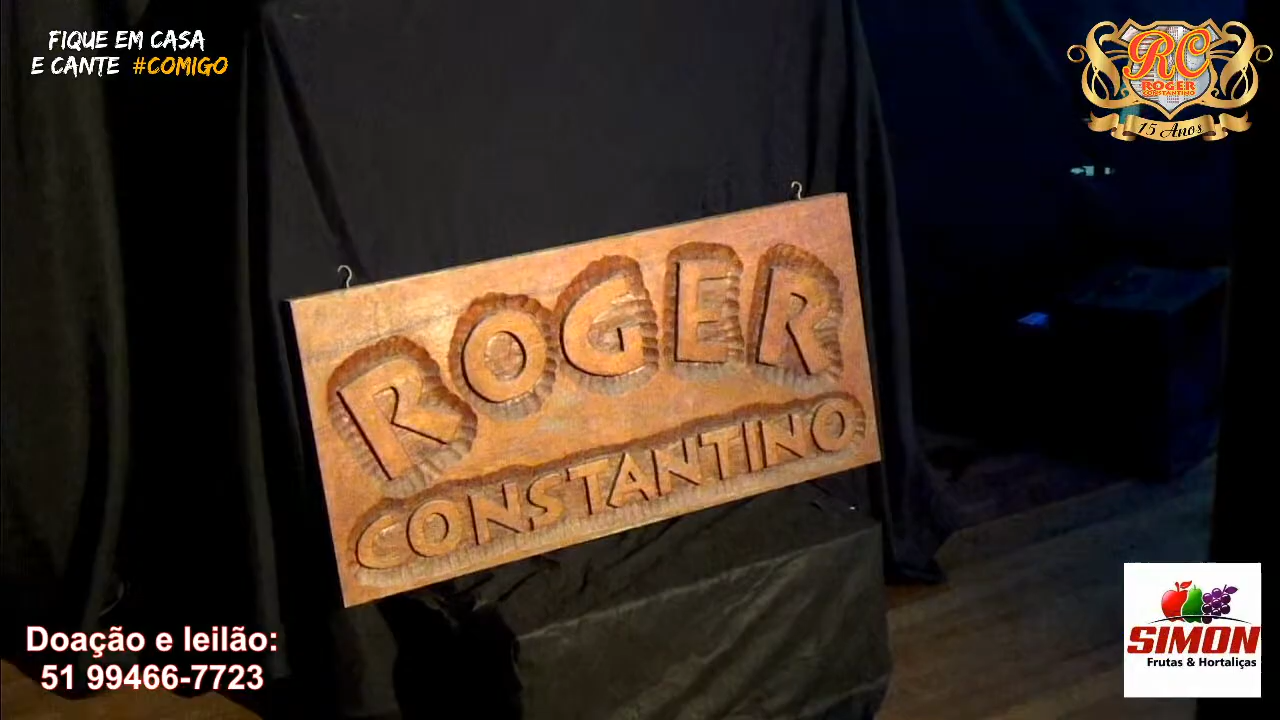 FIQUE EM CASA
E CANTE #COMIGO
RC
ROGER
CONSTANTINO
15 Anos
ROGER
CONSTANTINO
Doação e leilão:
51 99466-7723
SIMON
Frutas & Hortaliças